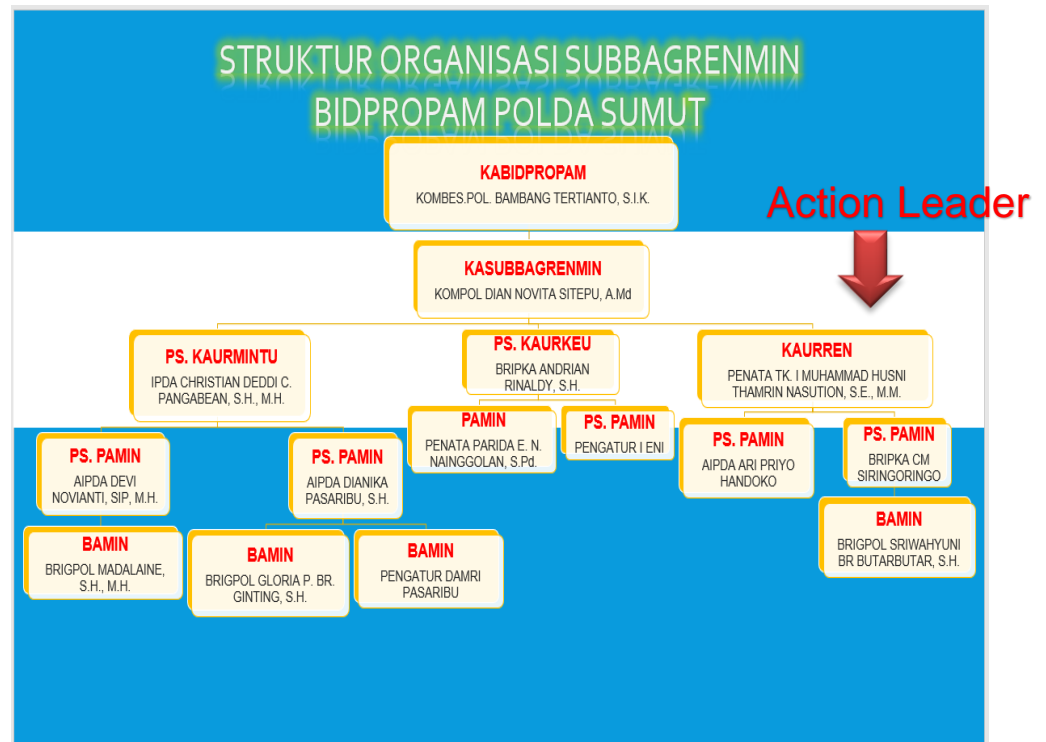 STRUKTUR ORGANISASI SUBBAGRENMIN
BIDPROPAM POLDA SUMUT
KABIDPROPAM
KOMBES.POL. BAMBANG TERTIANTO, S.I.K.
Action Leader
KASUBBAGRENMIN
KOMPOL DIAN NOVITA SITEPU, A.Md
PS. KAURMINTU
IPDA CHRISTIAN DEDDI C.
PANGABEAN, S.H., M.H.
PS. KAURKEU
BRIPKA ANDRIAN
RINALDY, S.H.
KAURREN
PENATA TK. I MUHAMMAD HUSNI
THAMRIN NASUTION, S.E., M.M.
PS. PAMIN
AIPDA DEVI
NOVIANTI, SIP, M.H.
PS. PAMIN
AIPDA DIANIKA
PASARIBU, S.H.
PAMIN
PENATA PARIDA E. N.
NAINGGOLAN, S.Pd.
PS. PAMIN
PENGATUR I ENI
PS. PAMIN
AIPDA ARI PRIYO
HANDOKO
PS. PAMIN
BRIPKA CM
SIRINGORINGO
BAMIN
BRIGPOL MADALAINE,
S.H., M.H.
BAMIN
BRIGPOL GLORIA P. BR.
GINTING, S.H.
BAMIN
PENGATUR DAMRI
PASARIBU
BAMIN
BRIGPOL SRIWAHYUNI
BR BUTARBUTAR, S.H.